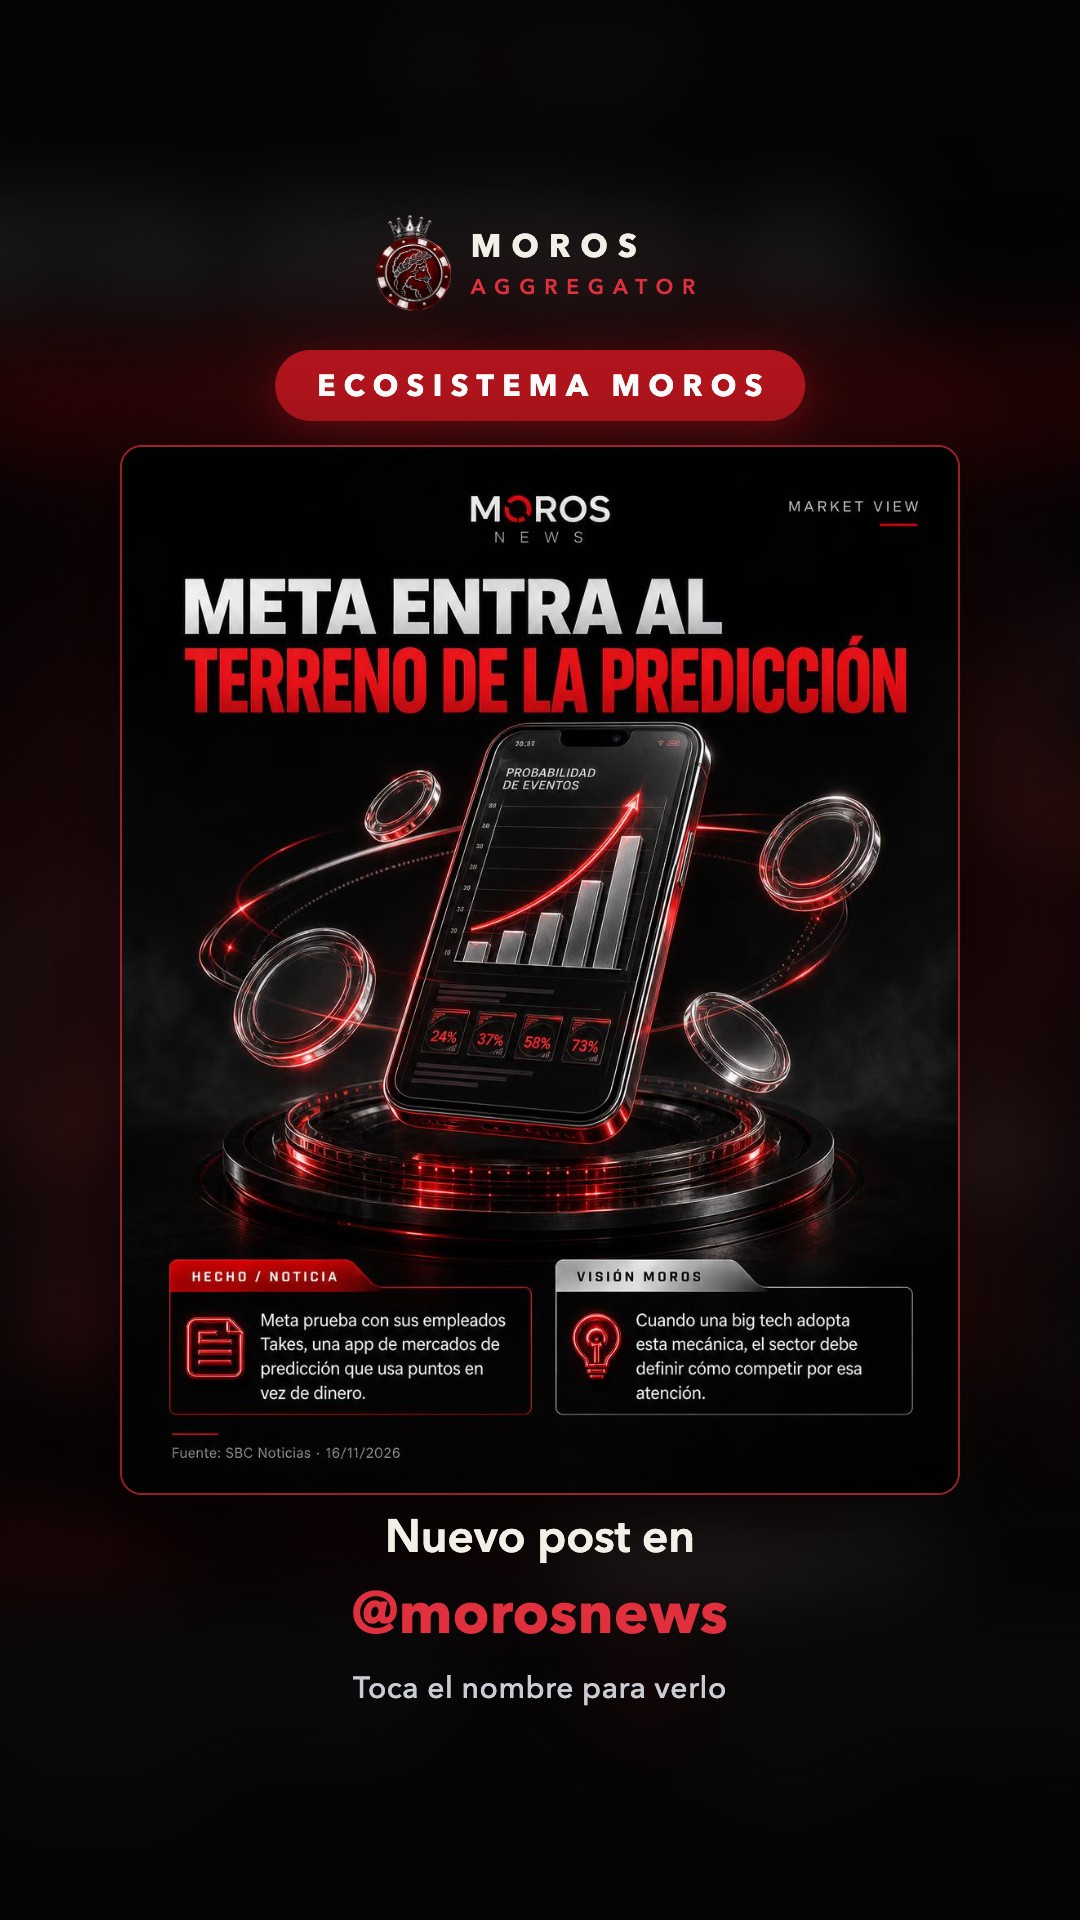 MOROS
AGGREGATOR
ECOSISTEMA MOROS
MOROS
NEWS
MARKET VIEW
META ENTRA AL
TERRENO DE LA PREDICCIÓN
PROBABILIDAD
DE EVENTOS
24% 37% 58% 73%
HECHO / NOTICIA
Meta prueba con sus empleados
Takes, una app de mercados de
predicción que usa puntos en
vez de dinero.
VISIÓN MOROS
Cuando una big tech adopta
esta mecánica, el sector debe
definir cómo competir por esa
atención.
Fuente: SBC Noticias · 16/11/2026
Nuevo post en
@morosnews
Toca el nombre para verlo